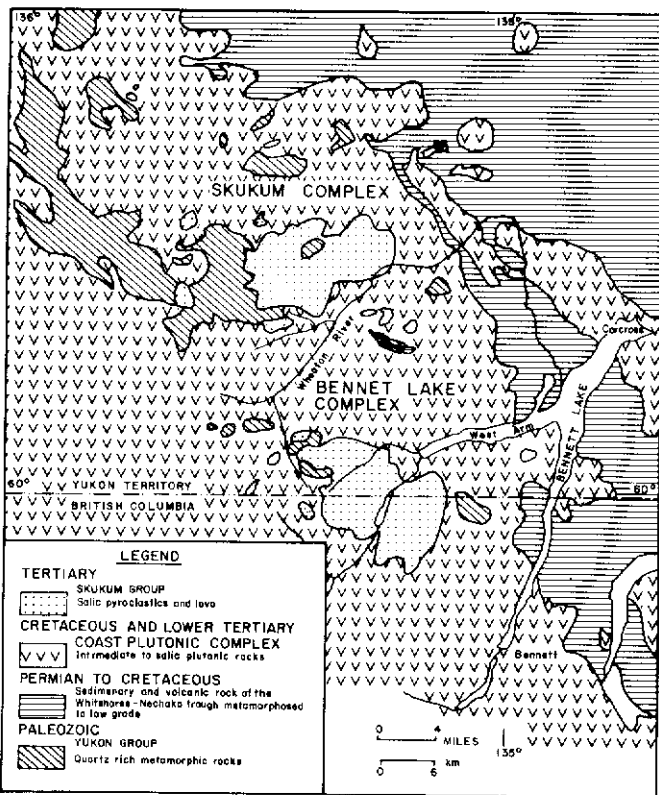 136°
135°
SKUKUM COMPLEX
Wheaton River
Carcross
BENNET LAKE
COMPLEX
West Arm
BENNETT LAKE
60°
YUKON TERRITORY
60°
BRITISH COLUMBIA
Bennett
LEGEND
TERTIARY
SKUKUM GROUP
Salic pyroclastics and lava
CRETACEOUS AND LOWER TERTIARY
COAST PLUTONIC COMPLEX
Intermediate to salic plutonic rocks
PERMIAN TO CRETACEOUS
Sedimenary and volcanic rock of the
Whitehorse-Nechako trough metamorphosed
to low grade
PALEOZOIC
YUKON GROUP
Quartz rich metamorphic rocks
0 4
MILES
0 6
km
135°